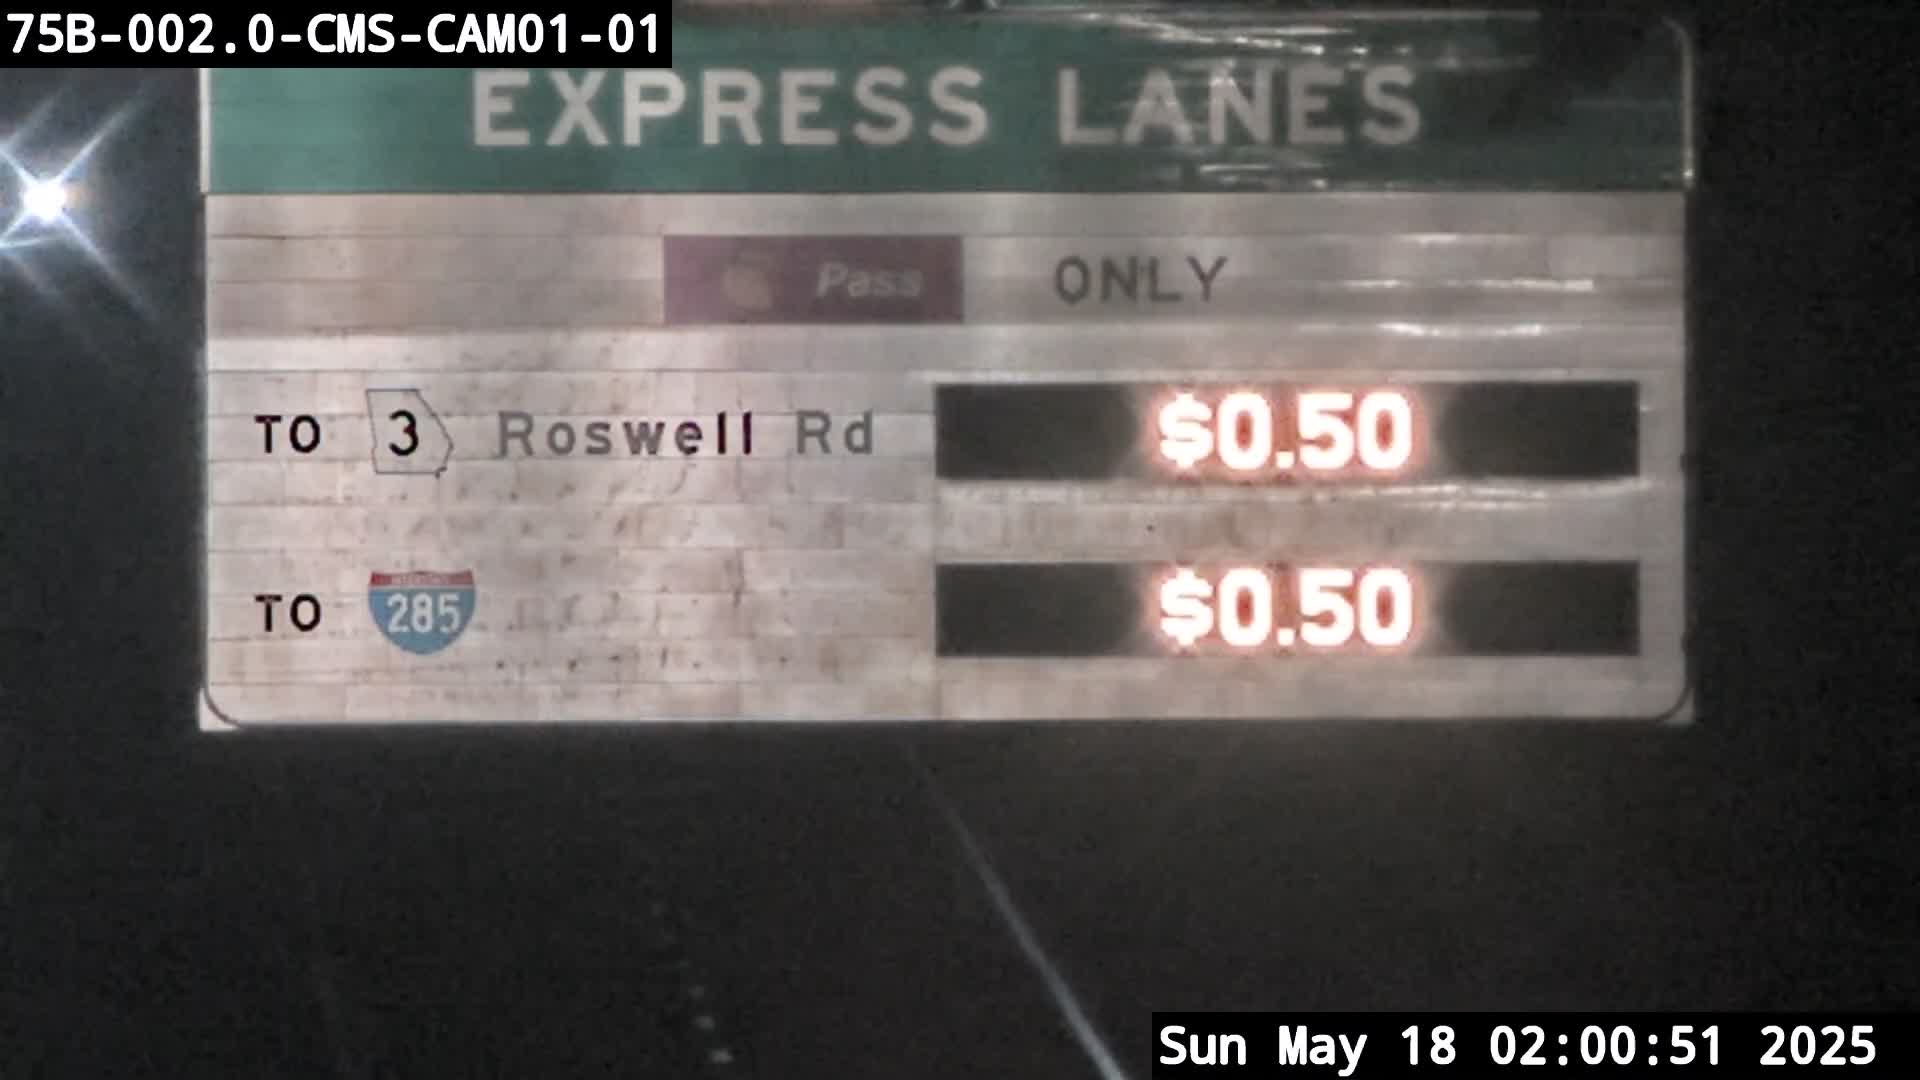 75B-002.0-CMS-CAM01-01
EXPRESS LANES
Pass ONLY
TO 3 Roswell Rd $0.50
TO 285 $0.50
Sun May 18 02:00:51 2025